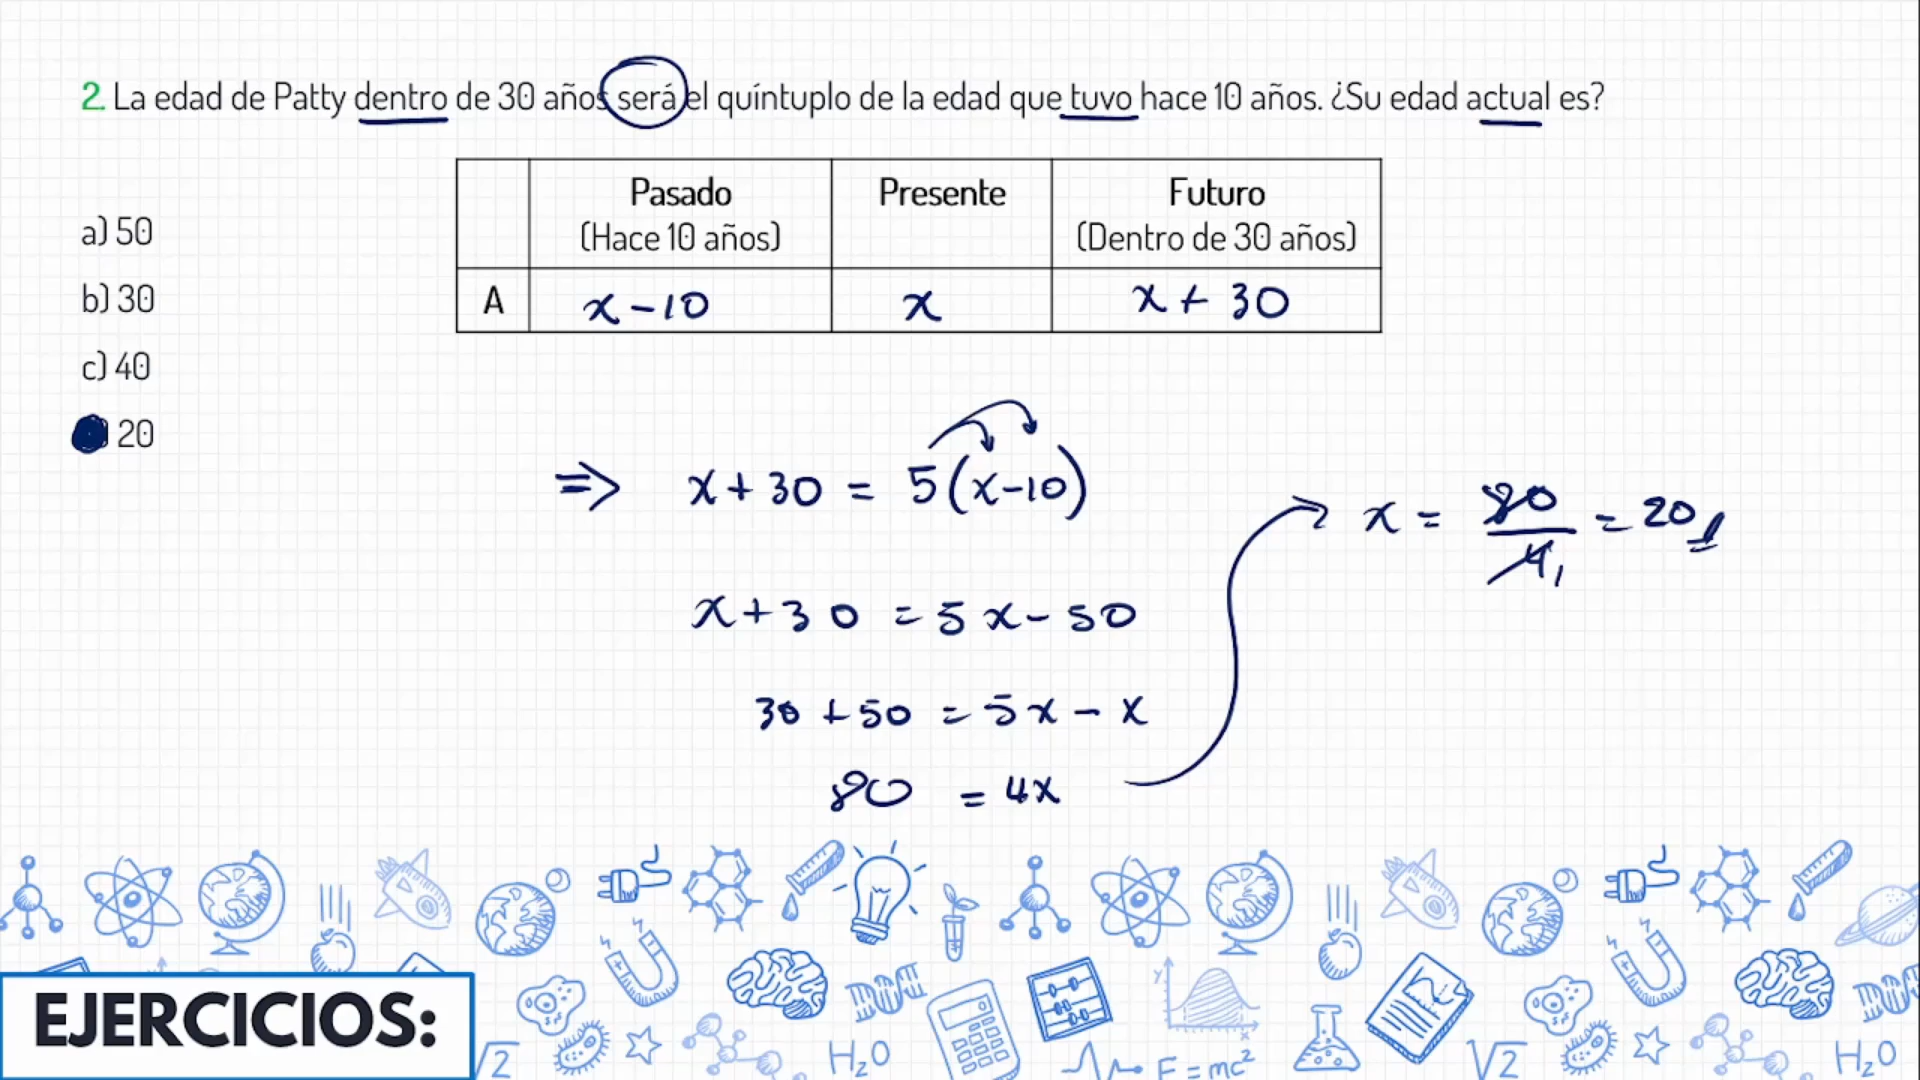 2. La edad de Patty dentro de 30 años será el quíntuplo de la edad que tuvo hace 10 años. ¿Su edad actual es?
Pasado
(Hace 10 años)
Presente
Futuro
(Dentro de 30 años)
A
x - 10
x
x + 30
a) 50
b) 30
c) 40
20
=> x + 30 = 5(x-10)
x + 30 = 5x - 50
30 + 50 = 5x - x
80 = 4x
x = 80/4 = 20
EJERCICIOS:
√2
H₂O
Y
X
F = mc²
√2
H₂O